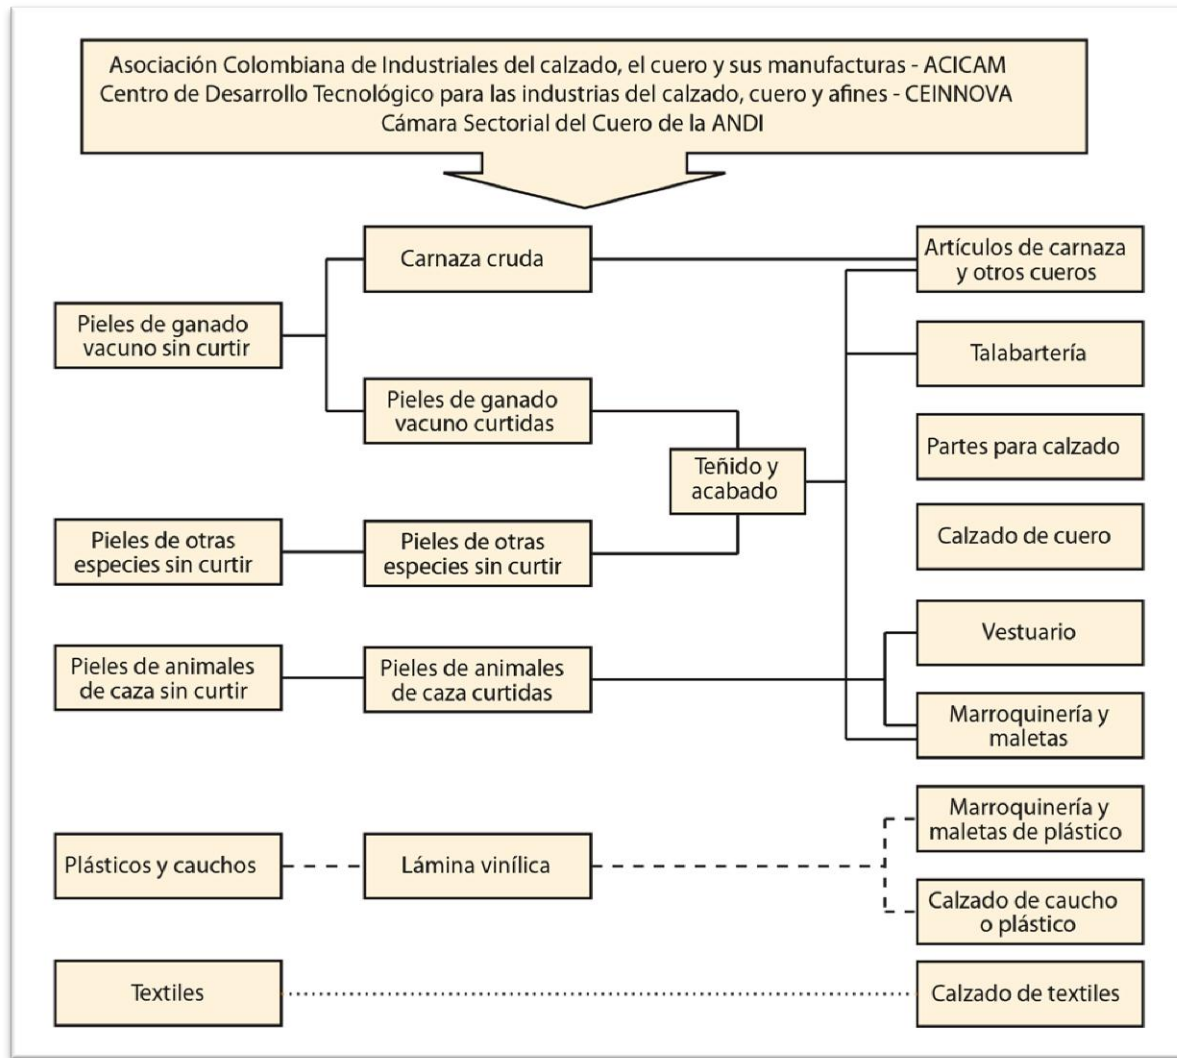 Asociación Colombiana de Industriales del calzado, el cuero y sus manufacturas - ACICAM
Centro de Desarrollo Tecnológico para las industrias del calzado, cuero y afines - CEINNOVA
Cámara Sectorial del Cuero de la ANDI
Carnaza cruda
Artículos de carnaza
y otros cueros
Pieles de ganado
vacuno sin curtir
Talabartería
Pieles de ganado
vacuno curtidas
Partes para calzado
Teñido y
acabado
Pieles de otras
especies sin curtir
Pieles de otras
especies sin curtir
Calzado de cuero
Vestuario
Pieles de animales
de caza sin curtir
Pieles de animales
de caza curtidas
Marroquinería y
maletas
Marroquinería y
maletas de plástico
Plásticos y cauchos
Lámina vinílica
Calzado de caucho
o plástico
Textiles
Calzado de textiles